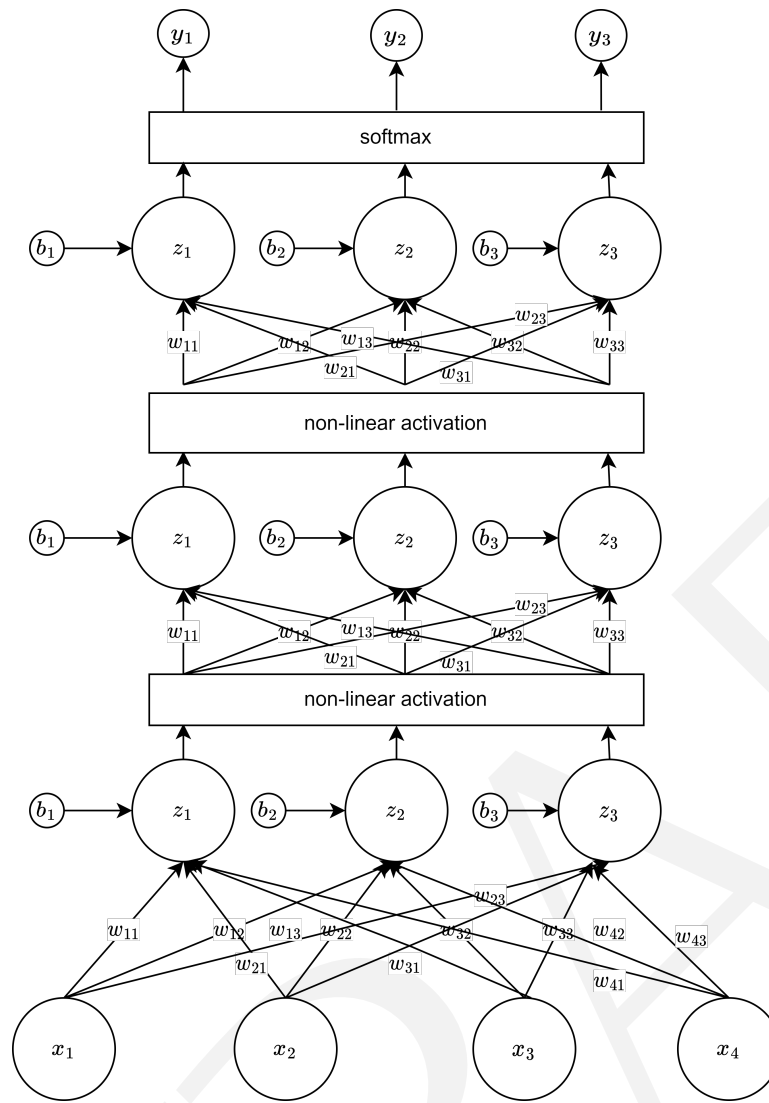 y₁ y₂ y₃
softmax
b₁ z₁ b₂ z₂ b₃ z₃
w₂₃
w₁₁ w₁₂ w₁₃ w₂₂ w₃₂ w₃₃
w₂₁ w₃₁
non-linear activation
b₁ z₁ b₂ z₂ b₃ z₃
w₂₃
w₁₁ w₁₂ w₁₃ w₂₂ w₃₂ w₃₃
w₂₁ w₃₁
non-linear activation
b₁ z₁ b₂ z₂ b₃ z₃
w₂₃
w₁₁ w₁₂ w₁₃ w₂₂ w₃₂ w₃₃ w₄₂ w₄₃
w₂₁ w₃₁ w₄₁
x₁ x₂ x₃ x₄